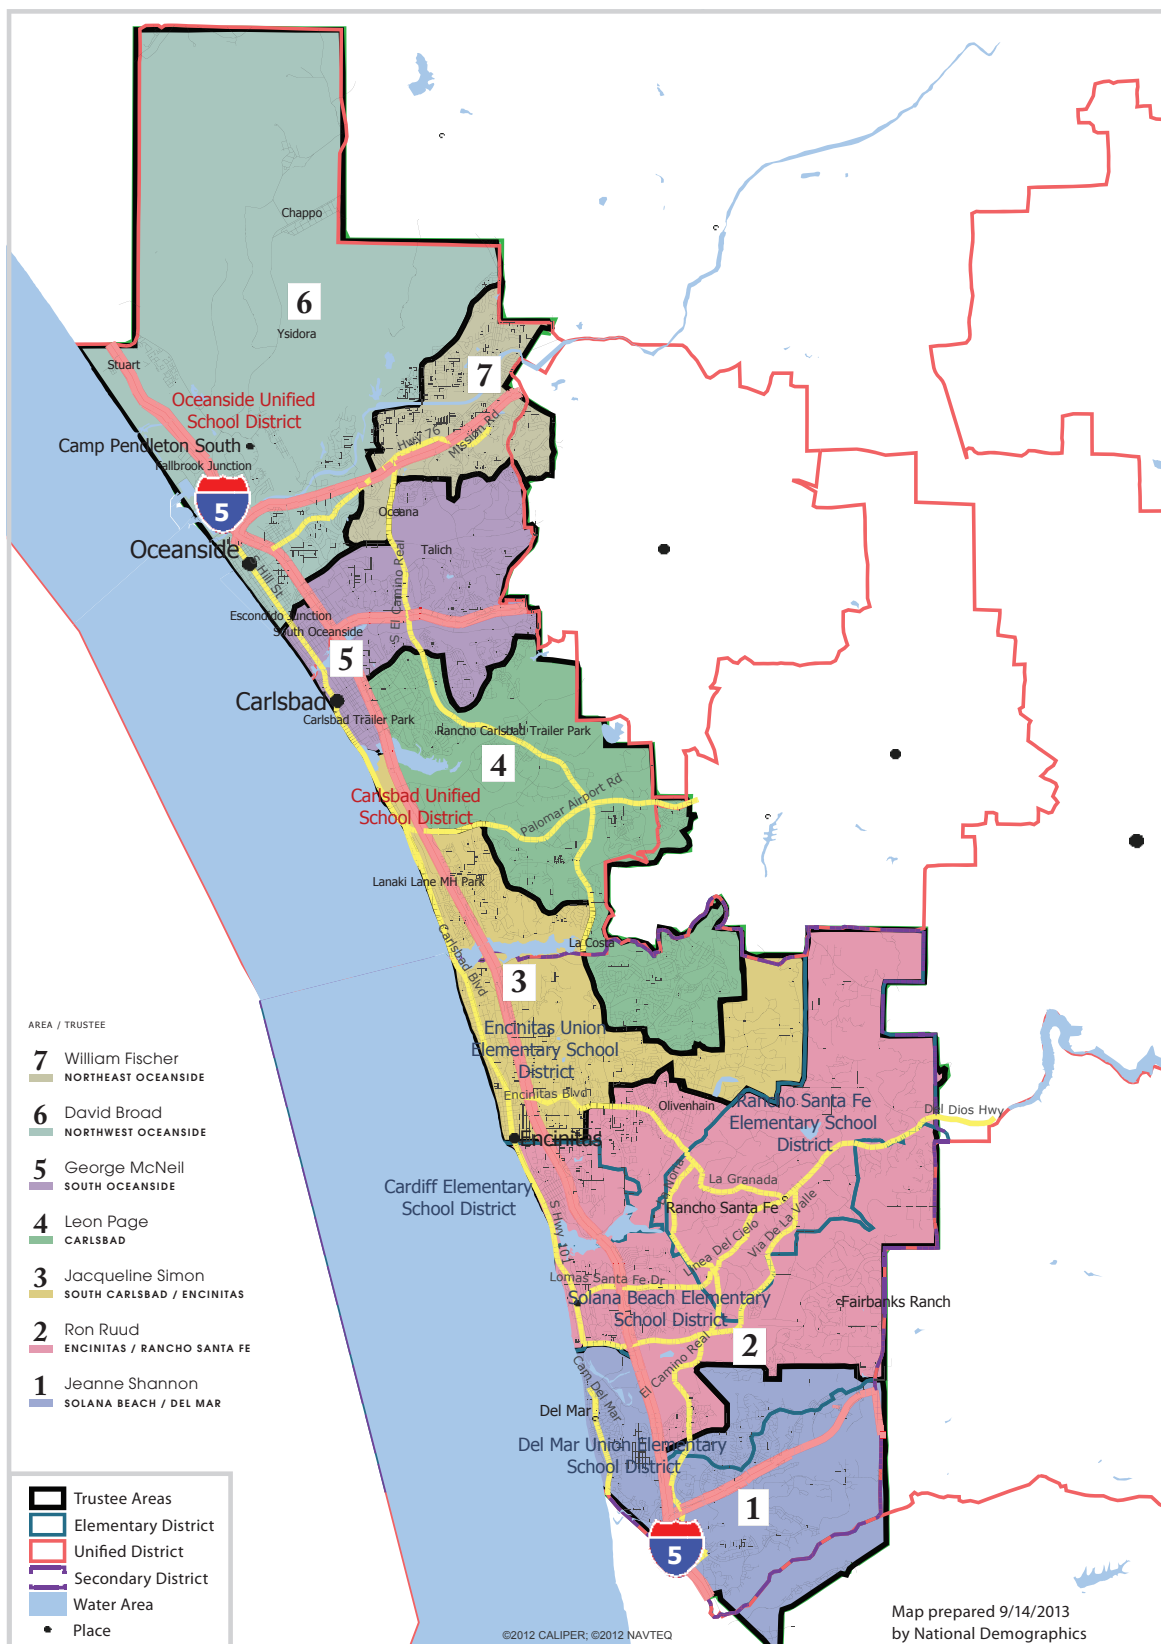 Chappo
6
Ysidora
Stuart
7
Oceanside Unified
School District
Hwy 76
Mission Rd
Camp Pendleton South
Fallbrook Junction
5
Oceana
Oceanside
Talich
S Hill St
S El Camino Real
Escondido Junction
South Oceanside
5
Carlsbad
Carlsbad Trailer Park
Rancho Carlsbad Trailer Park
4
Carlsbad Unified
School District
Palomar Airport Rd
Lanaki Lane MH Park
La Costa
Carlsbad Blvd
3
Encinitas Union
Elementary School
District
Encinitas Blvd
Olivenhain
Rancho Santa Fe
Elementary School
District
Del Dios Hwy
Encinitas
Cardiff Elementary
School District
La Granada
Rancho Santa Fe
S Hwy 101
Linea Del Cielo
Via De La Valle
Lomas Santa Fe Dr
Solana Beach Elementary
School District
Fairbanks Ranch
2
El Camino Real
Cam Del Mar
Del Mar
Del Mar Union Elementary
School District
1
5
AREA / TRUSTEE
7 William Fischer
NORTHEAST OCEANSIDE
6 David Broad
NORTHWEST OCEANSIDE
5 George McNeil
SOUTH OCEANSIDE
4 Leon Page
CARLSBAD
3 Jacqueline Simon
SOUTH CARLSBAD / ENCINITAS
2 Ron Ruud
ENCINITAS / RANCHO SANTA FE
1 Jeanne Shannon
SOLANA BEACH / DEL MAR
Trustee Areas
Elementary District
Unified District
Secondary District
Water Area
Place
©2012 CALIPER; ©2012 NAVTEQ
Map prepared 9/14/2013
by National Demographics